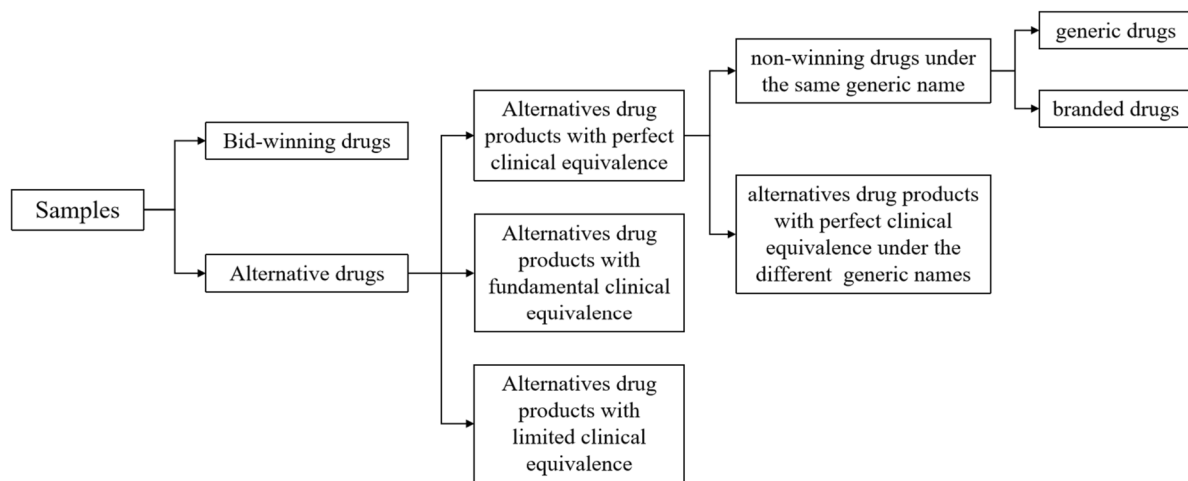 Samples
Bid-winning drugs
Alternative drugs
Alternatives drug
products with perfect
clinical equivalence
Alternatives drug
products with
fundamental clinical
equivalence
Alternatives drug
products with
limited clinical
equivalence
non-winning drugs under
the same generic name
alternatives drug products
with perfect clinical
equivalence under the
different generic names
generic drugs
branded drugs